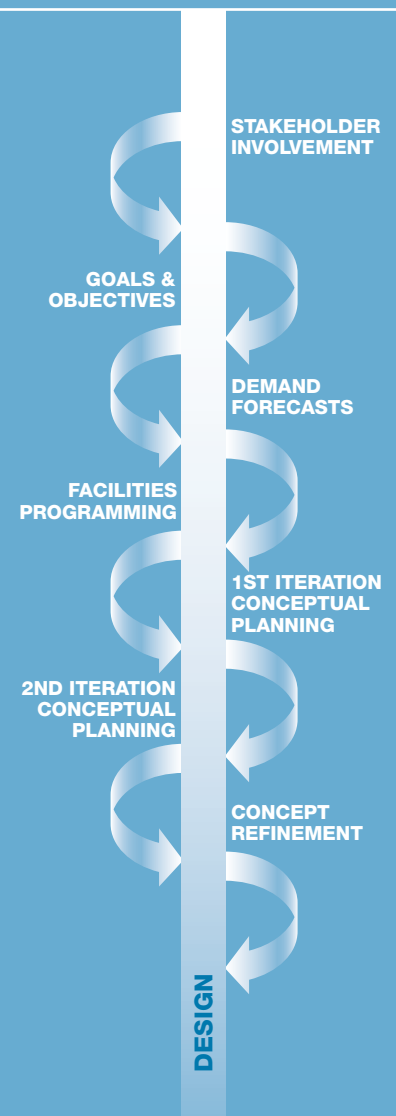 STAKEHOLDER
INVOLVEMENT
GOALS &
OBJECTIVES
DEMAND
FORECASTS
FACILITIES
PROGRAMMING
1ST ITERATION
CONCEPTUAL
PLANNING
2ND ITERATION
CONCEPTUAL
PLANNING
CONCEPT
REFINEMENT
DESIGN